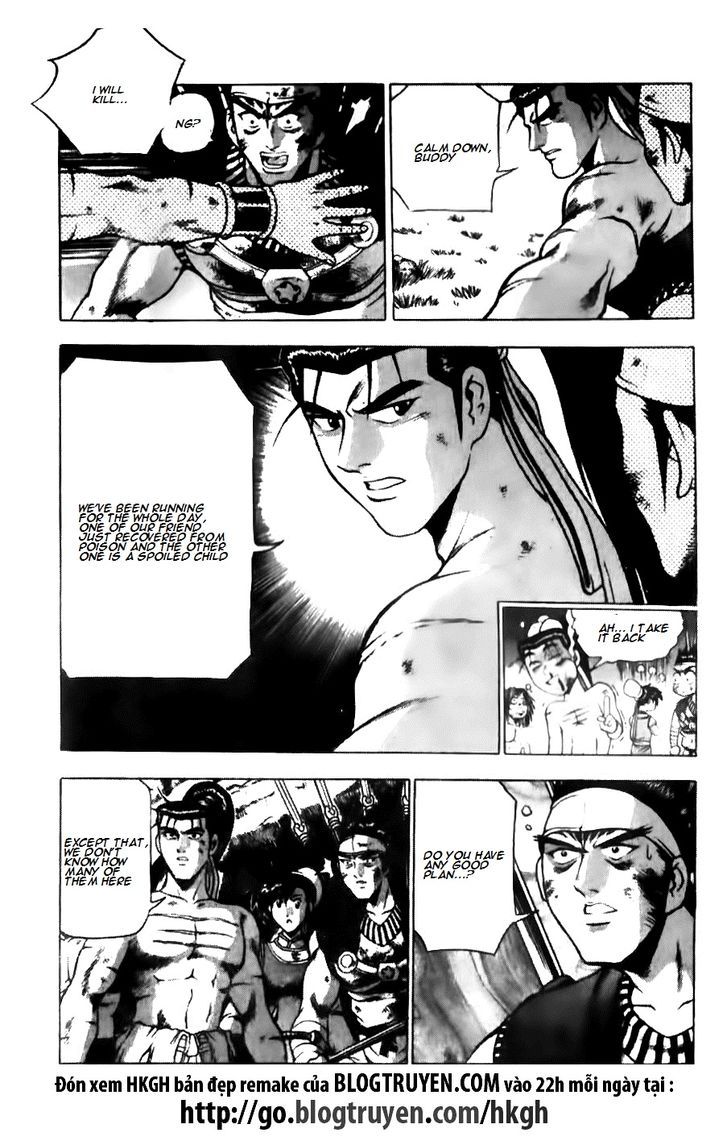 I WILL
KILL...
NG?
CALM DOWN,
BUDDY
WE'VE BEEN RUNNING
FOR THE WHOLE DAY,
ONE OF OUR FRIEND
JUST RECOVERED FROM
POISON AND THE OTHER
ONE IS A SPOILED CHILD
AH... I TAKE
IT BACK
EXCEPT THAT,
WE DON'T
KNOW HOW
MANY OF
THEM HERE
DO YOU HAVE
ANY GOOD
PLAN...?
Đón xem HKGH bản đẹp remake của BLOGTRUYEN.COM vào 22h mỗi ngày tại :
http://go.blogtruyen.com/hkgh